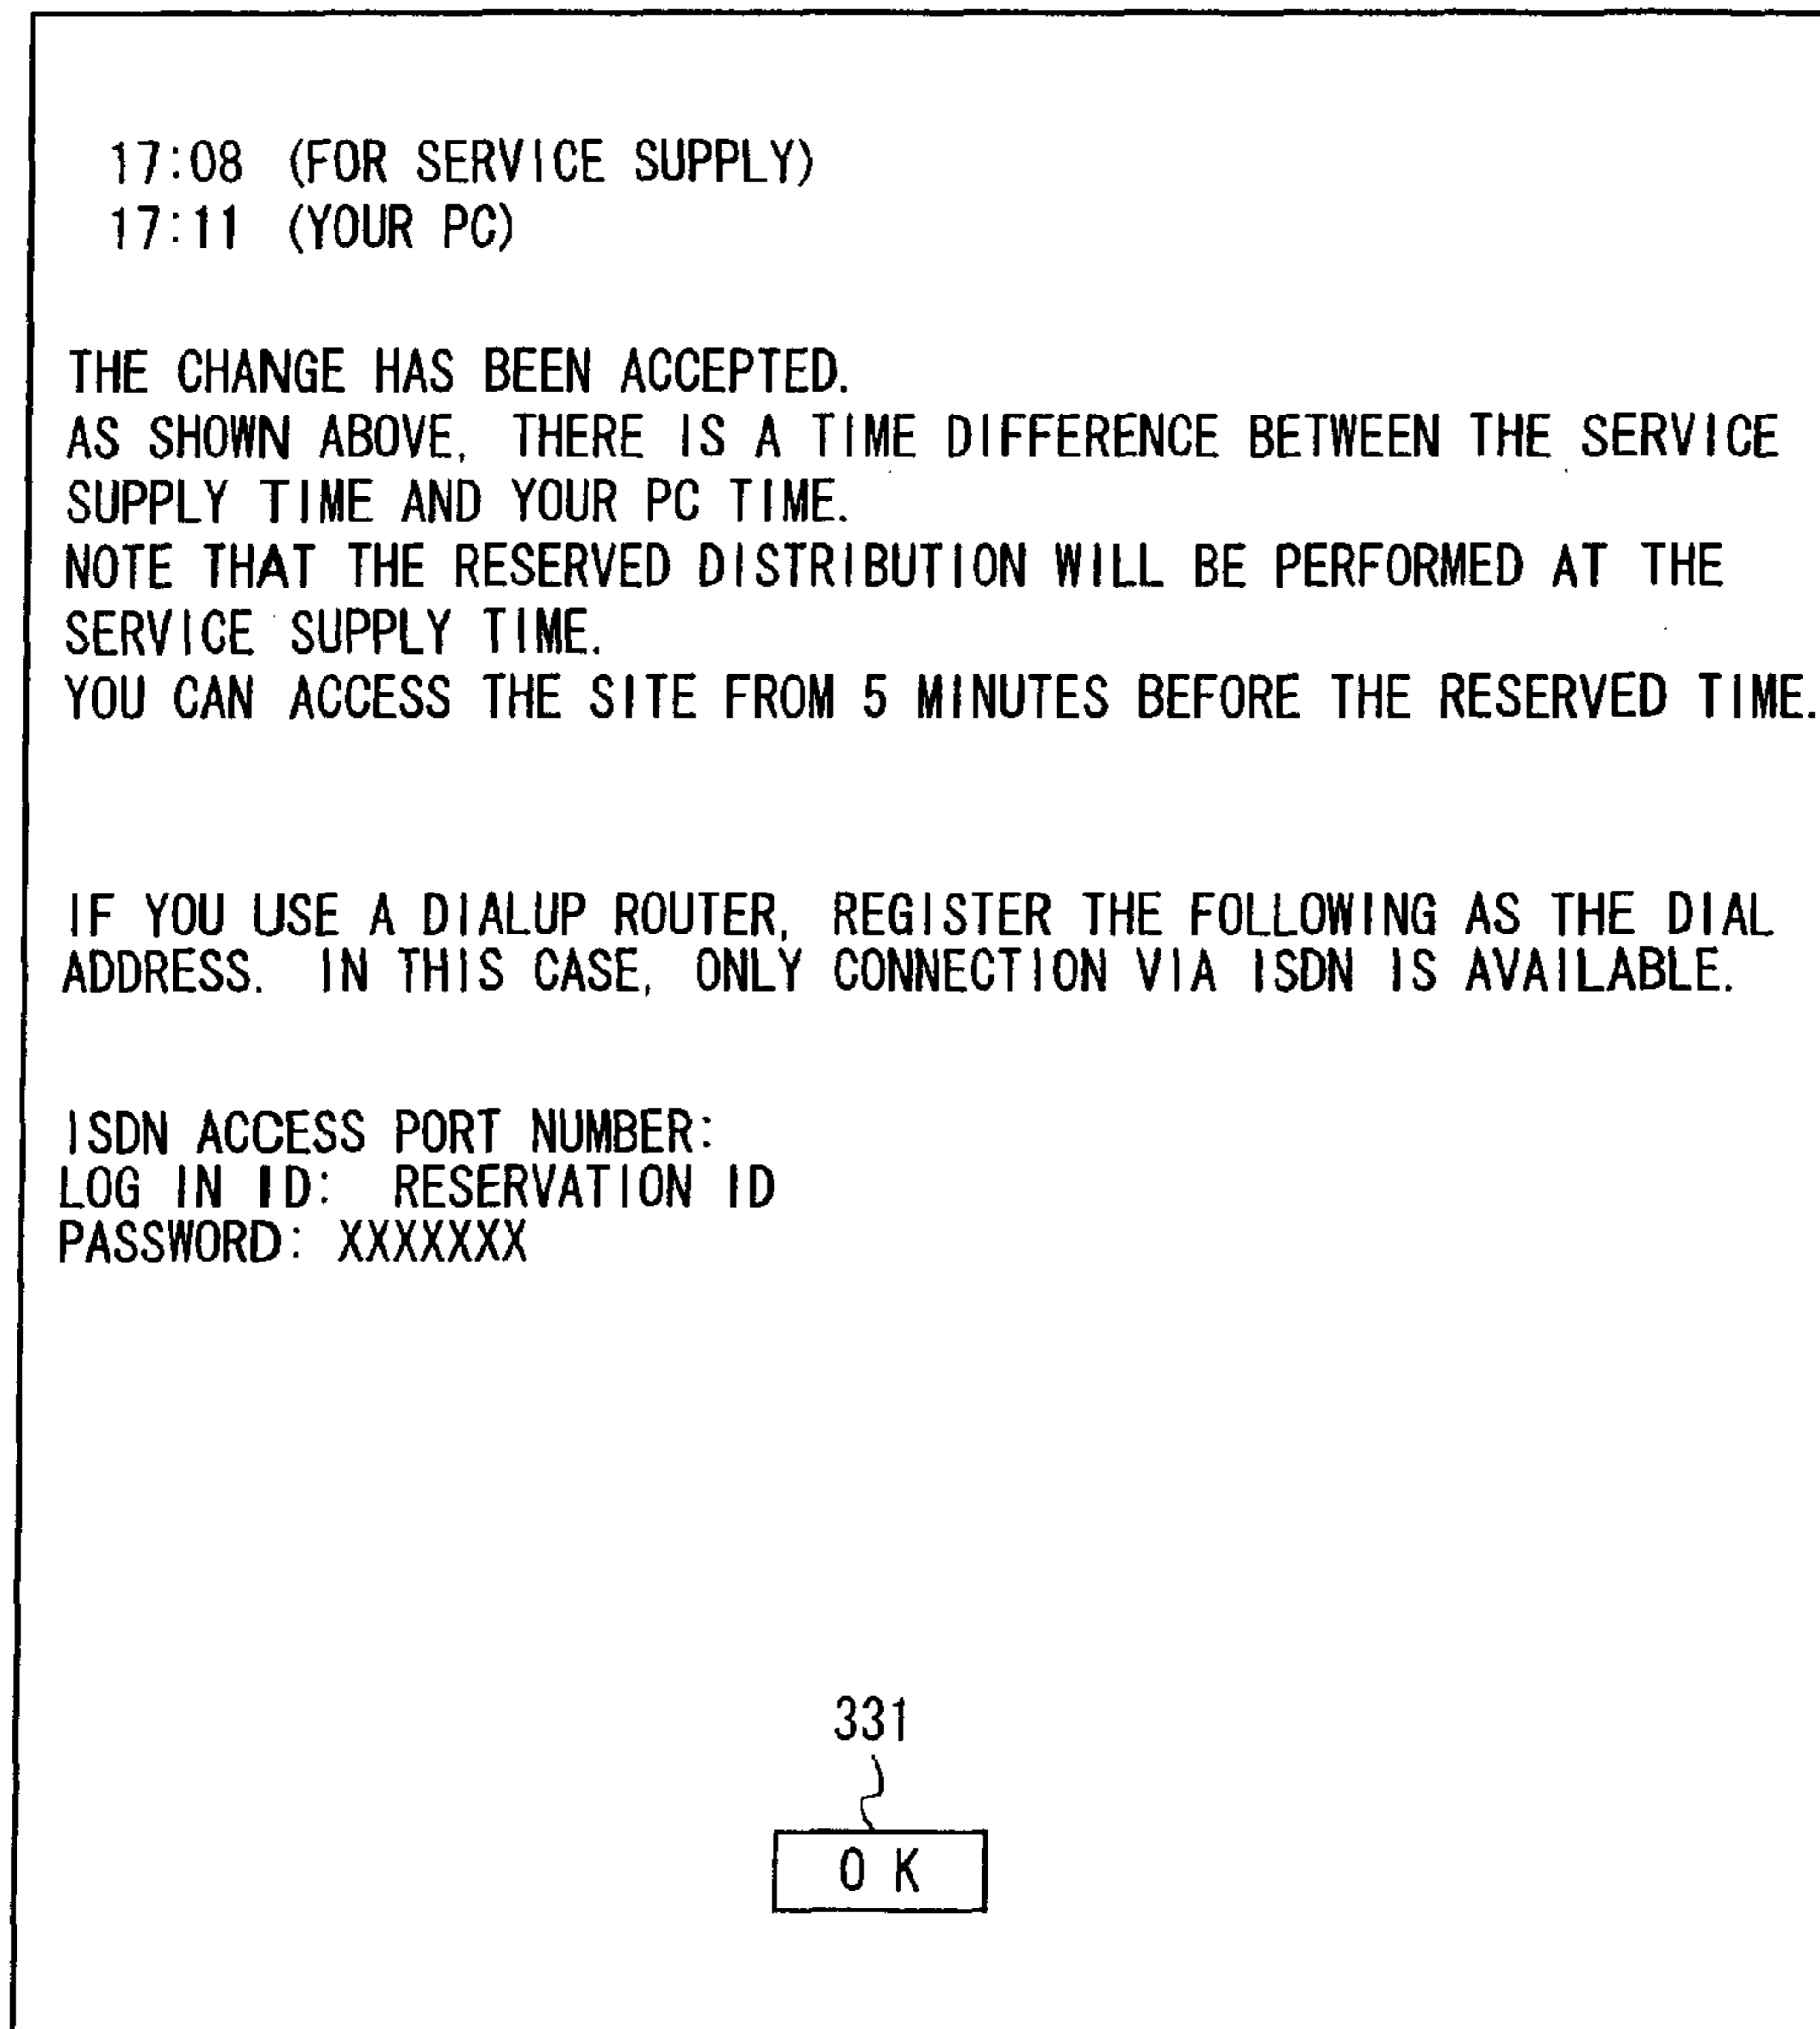 17:08 (FOR SERVICE SUPPLY)
17:11 (YOUR PC)
THE CHANGE HAS BEEN ACCEPTED.
AS SHOWN ABOVE, THERE IS A TIME DIFFERENCE BETWEEN THE SERVICE
SUPPLY TIME AND YOUR PC TIME.
NOTE THAT THE RESERVED DISTRIBUTION WILL BE PERFORMED AT THE
SERVICE SUPPLY TIME.
YOU CAN ACCESS THE SITE FROM 5 MINUTES BEFORE THE RESERVED TIME.
IF YOU USE A DIALUP ROUTER, REGISTER THE FOLLOWING AS THE DIAL
ADDRESS. IN THIS CASE, ONLY CONNECTION VIA ISDN IS AVAILABLE.
ISDN ACCESS PORT NUMBER:
LOG IN ID: RESERVATION ID
PASSWORD: XXXXXXX
331
OK